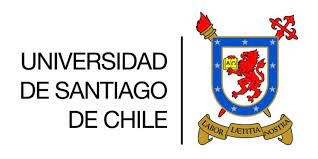 UNIVERSIDAD
DE SANTIAGO
DE CHILE
LABOR LÆTITIA NOSTRA